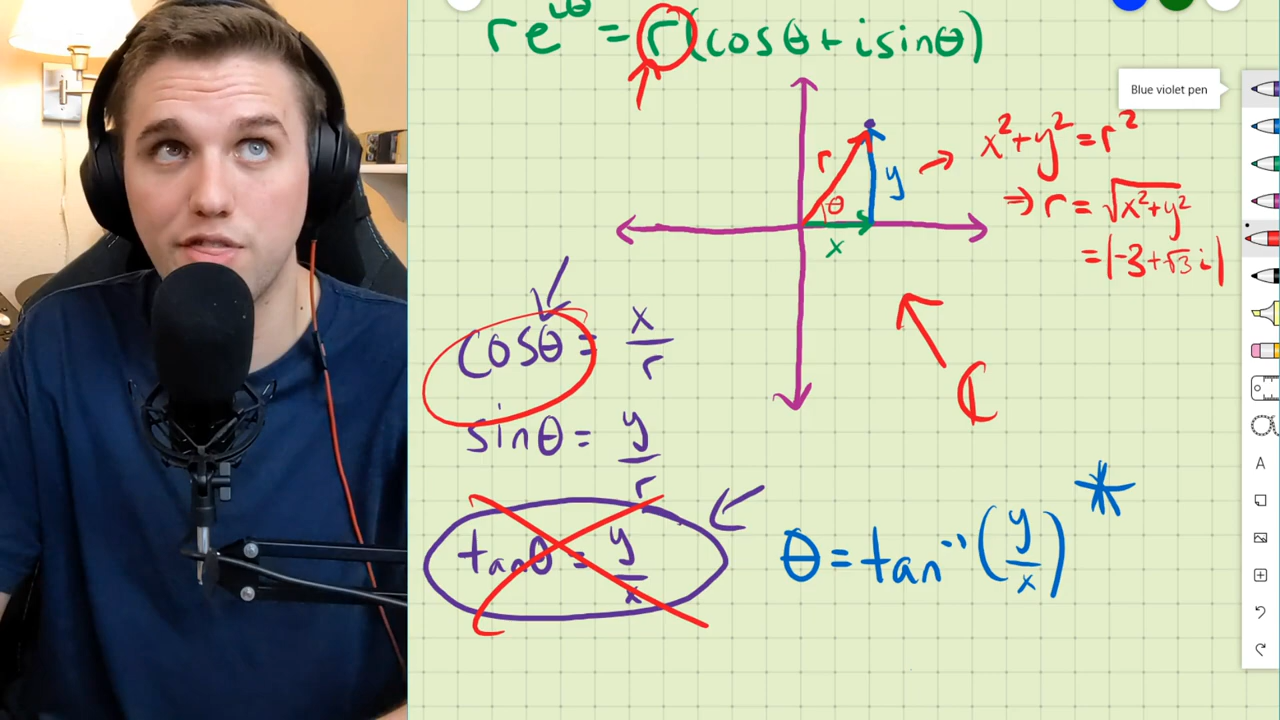 re^iθ = r(cosθ + isinθ)
Blue violet pen
x² + y² = r²
r
θ
y
x
⇒ r = √x²+y²
= |-3+√3 i|
cosθ = x/r
sinθ = y/r
tanθ = y/x
θ = tan⁻¹(y/x) *
A